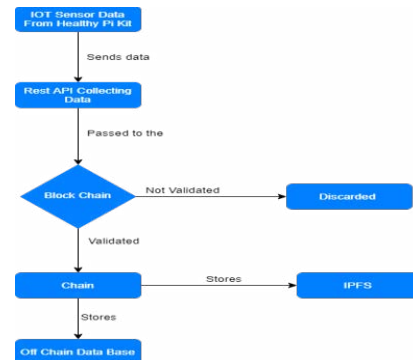 IOT Sensor Data
From Healthy Pi Kit
Sends data
Rest API Collecting
Data
Passed to the
Block Chain
Not Validated
Discarded
Validated
Chain
Stores
IPFS
Stores
Off Chain Data Base